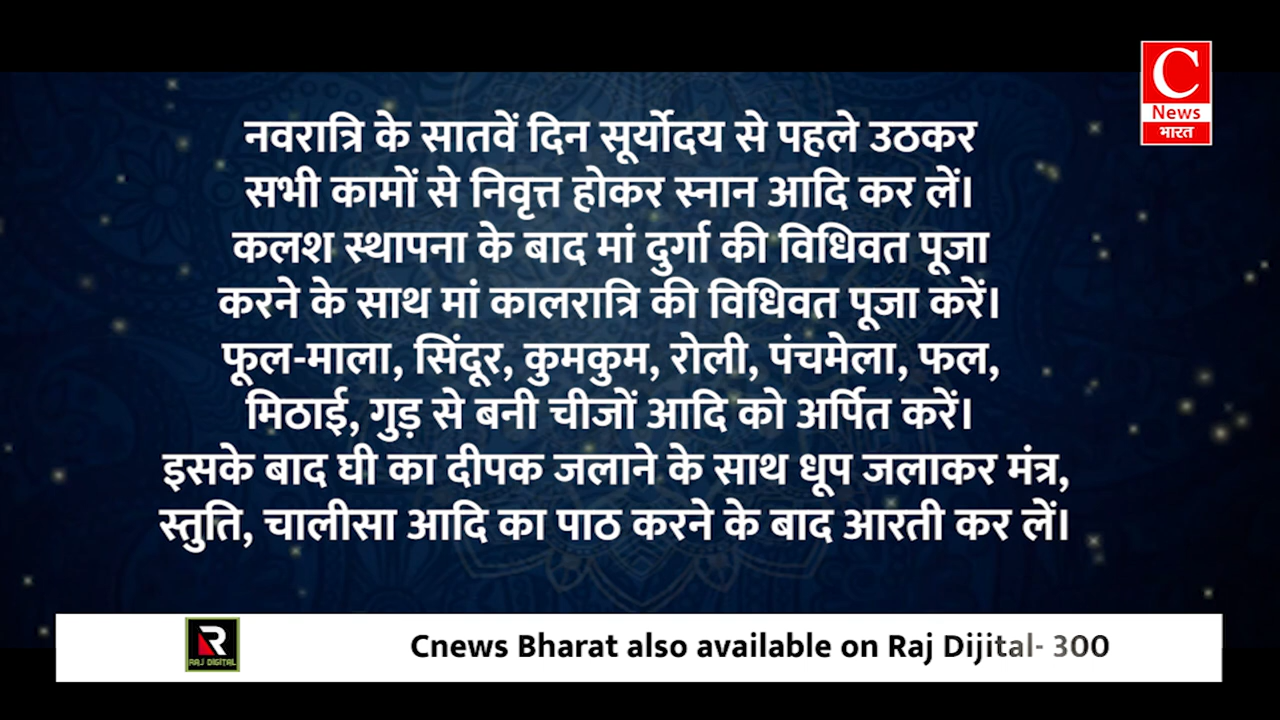 C
News
भारत
नवरात्रि के सातवें दिन सूर्योदय से पहले उठकर
सभी कामों से निवृत्त होकर स्नान आदि कर लें।
कलश स्थापना के बाद मां दुर्गा की विधिवत पूजा
करने के साथ मां कालरात्रि की विधिवत पूजा करें।
फूल-माला, सिंदूर, कुमकुम, रोली, पंचमेला, फल,
मिठाई, गुड़ से बनी चीजों आदि को अर्पित करें।
इसके बाद घी का दीपक जलाने के साथ धूप जलाकर मंत्र,
स्तुति, चालीसा आदि का पाठ करने के बाद आरती कर लें।
R
RAJ DIGITAL
Cnews Bharat also available on Raj Dijital- 300